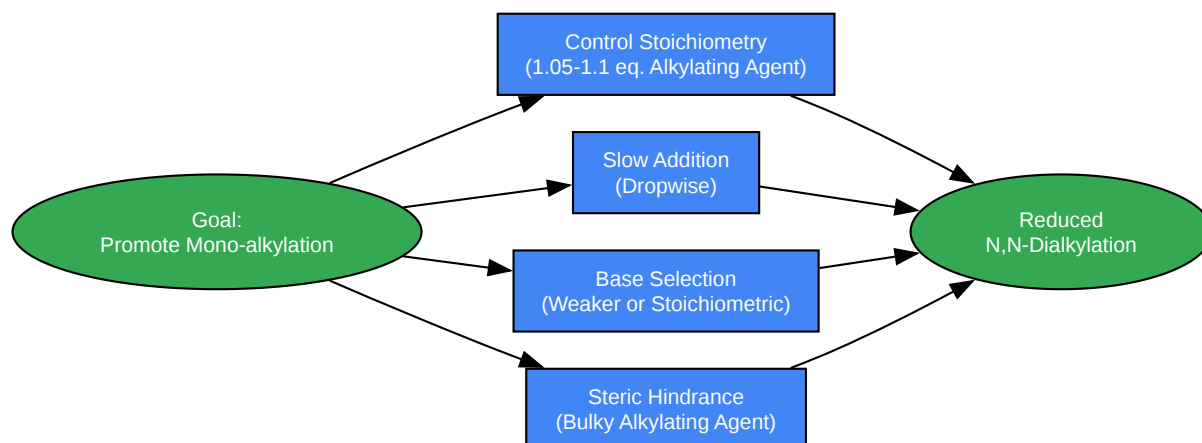 Goal:
Promote Mono-alkylation
Control Stoichiometry
(1.05-1.1 eq. Alkylating Agent)
Slow Addition
(Dropwise)
Base Selection
(Weaker or Stoichiometric)
Steric Hindrance
(Bulky Alkylating Agent)
Reduced
N,N-Dialkylation